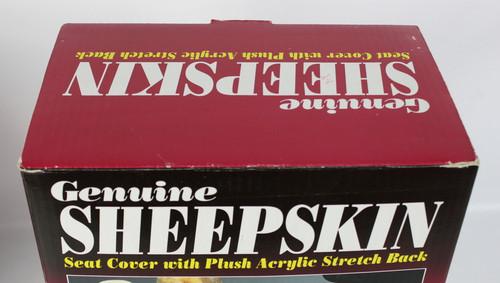 Genuine
SHEEPSKIN
Seat Cover with Plush Acrylic Stretch Back
Genuine
SHEEPSKIN
Seat Cover with Plush Acrylic Stretch Back